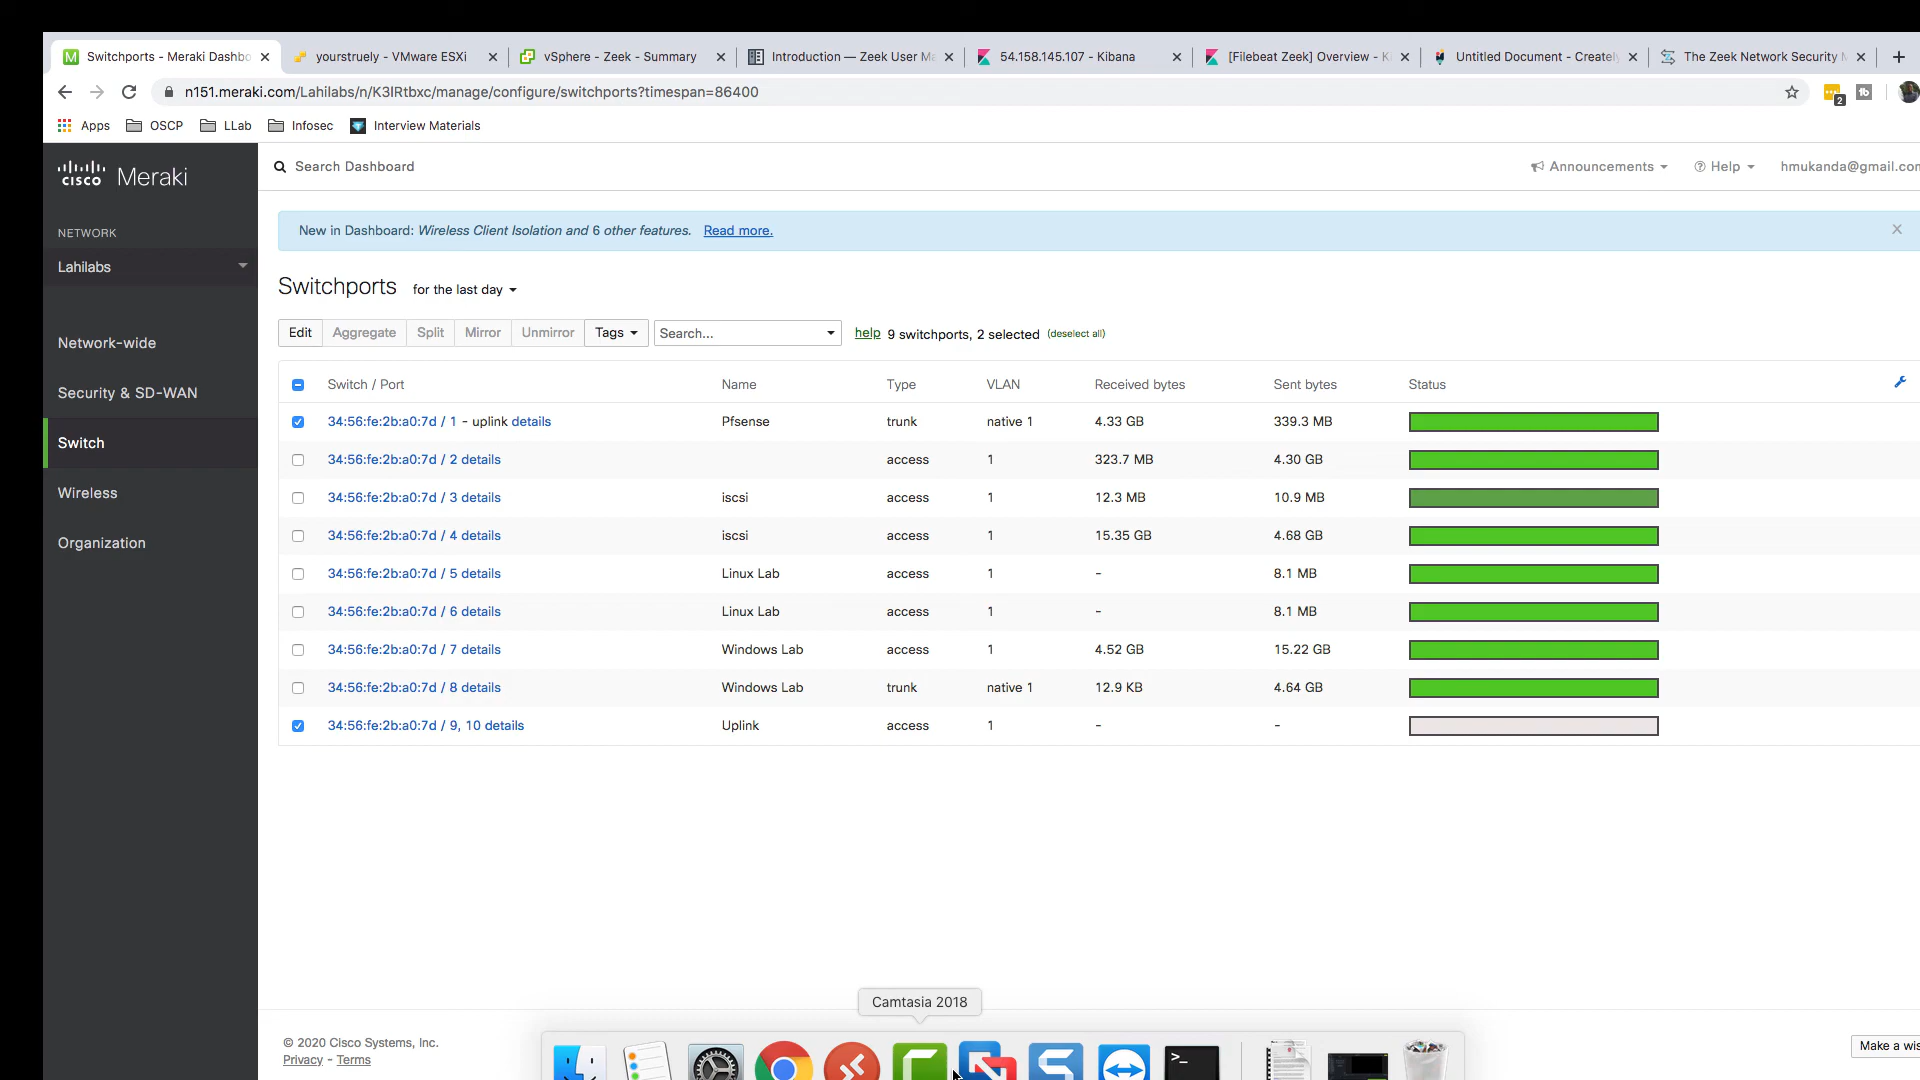 Switchports - Meraki Dashbo
yourstruely - VMware ESXi
vSphere - Zeek - Summary
Introduction — Zeek User Ma
54.158.145.107 - Kibana
[Filebeat Zeek] Overview - Ki
Untitled Document - Creately
The Zeek Network Security M
n151.meraki.com/Lahilabs/n/K3IRtbxc/manage/configure/switchports?timespan=86400
2
Apps OSCP LLab Infosec Interview Materials
cisco Meraki
Search Dashboard
Announcements Help hmukanda@gmail.com
NETWORK
Lahilabs
Network-wide
Security & SD-WAN
Switch
Wireless
Organization
New in Dashboard: Wireless Client Isolation and 6 other features. Read more.
Switchports for the last day
Edit Aggregate Split Mirror Unmirror Tags Search... help 9 switchports, 2 selected (deselect all)
Switch / Port Name Type VLAN Received bytes Sent bytes Status
34:56:fe:2b:a0:7d / 1 - uplink details Pfsense trunk native 1 4.33 GB 339.3 MB
34:56:fe:2b:a0:7d / 2 details access 1 323.7 MB 4.30 GB
34:56:fe:2b:a0:7d / 3 details iscsi access 1 12.3 MB 10.9 MB
34:56:fe:2b:a0:7d / 4 details iscsi access 1 15.35 GB 4.68 GB
34:56:fe:2b:a0:7d / 5 details Linux Lab access 1 - 8.1 MB
34:56:fe:2b:a0:7d / 6 details Linux Lab access 1 - 8.1 MB
34:56:fe:2b:a0:7d / 7 details Windows Lab access 1 4.52 GB 15.22 GB
34:56:fe:2b:a0:7d / 8 details Windows Lab trunk native 1 12.9 KB 4.64 GB
34:56:fe:2b:a0:7d / 9, 10 details Uplink access 1 - -
Camtasia 2018
© 2020 Cisco Systems, Inc.
Privacy - Terms
Make a wis